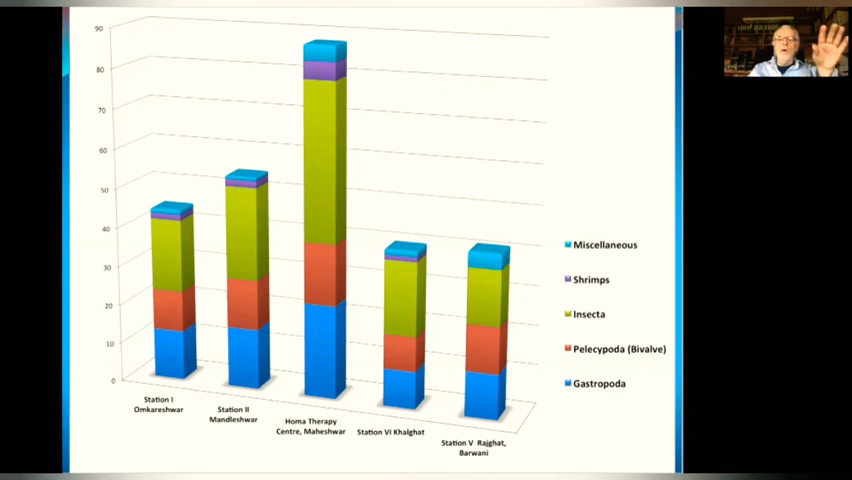 90
80
70
60
50
40
30
20
10
0
Station I
Omkareshwar
Station II
Mandleshwar
Homa Therapy
Centre, Maheshwar
Station VI Khalghat
Station V Rajghat,
Barwani
Miscellaneous
Shrimps
Insecta
Pelecypoda (Bivalve)
Gastropoda